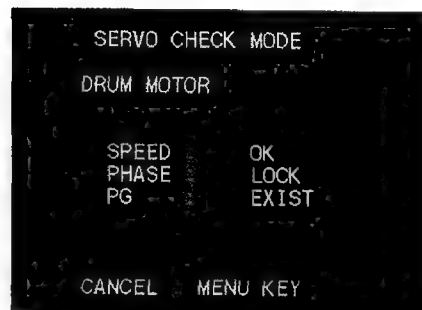 SERVO CHECK MODE
DRUM MOTOR
SPEED OK
PHASE LOCK
PG EXIST
CANCEL MENU KEY